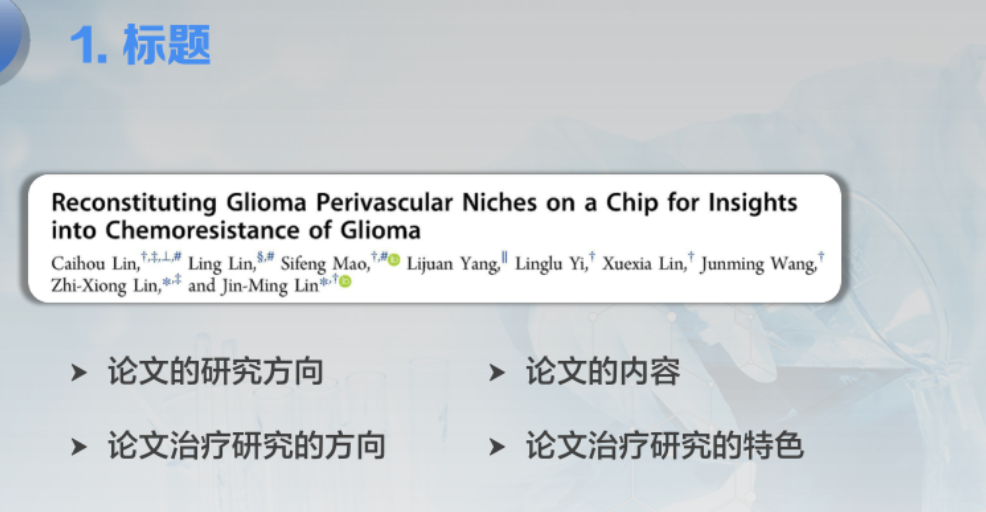 1. 标题
Reconstituting Glioma Perivascular Niches on a Chip for Insights
into Chemoresistance of Glioma
Caihou Lin,†,‡,⊥,# Ling Lin,§,# Sifeng Mao,†,# Lijuan Yang,∥ Linglu Yi,† Xuexia Lin,† Junming Wang,†
Zhi-Xiong Lin,*,‡ and Jin-Ming Lin*,†
➤ 论文的研究方向 ➤ 论文的内容
➤ 论文治疗研究的方向 ➤ 论文治疗研究的特色